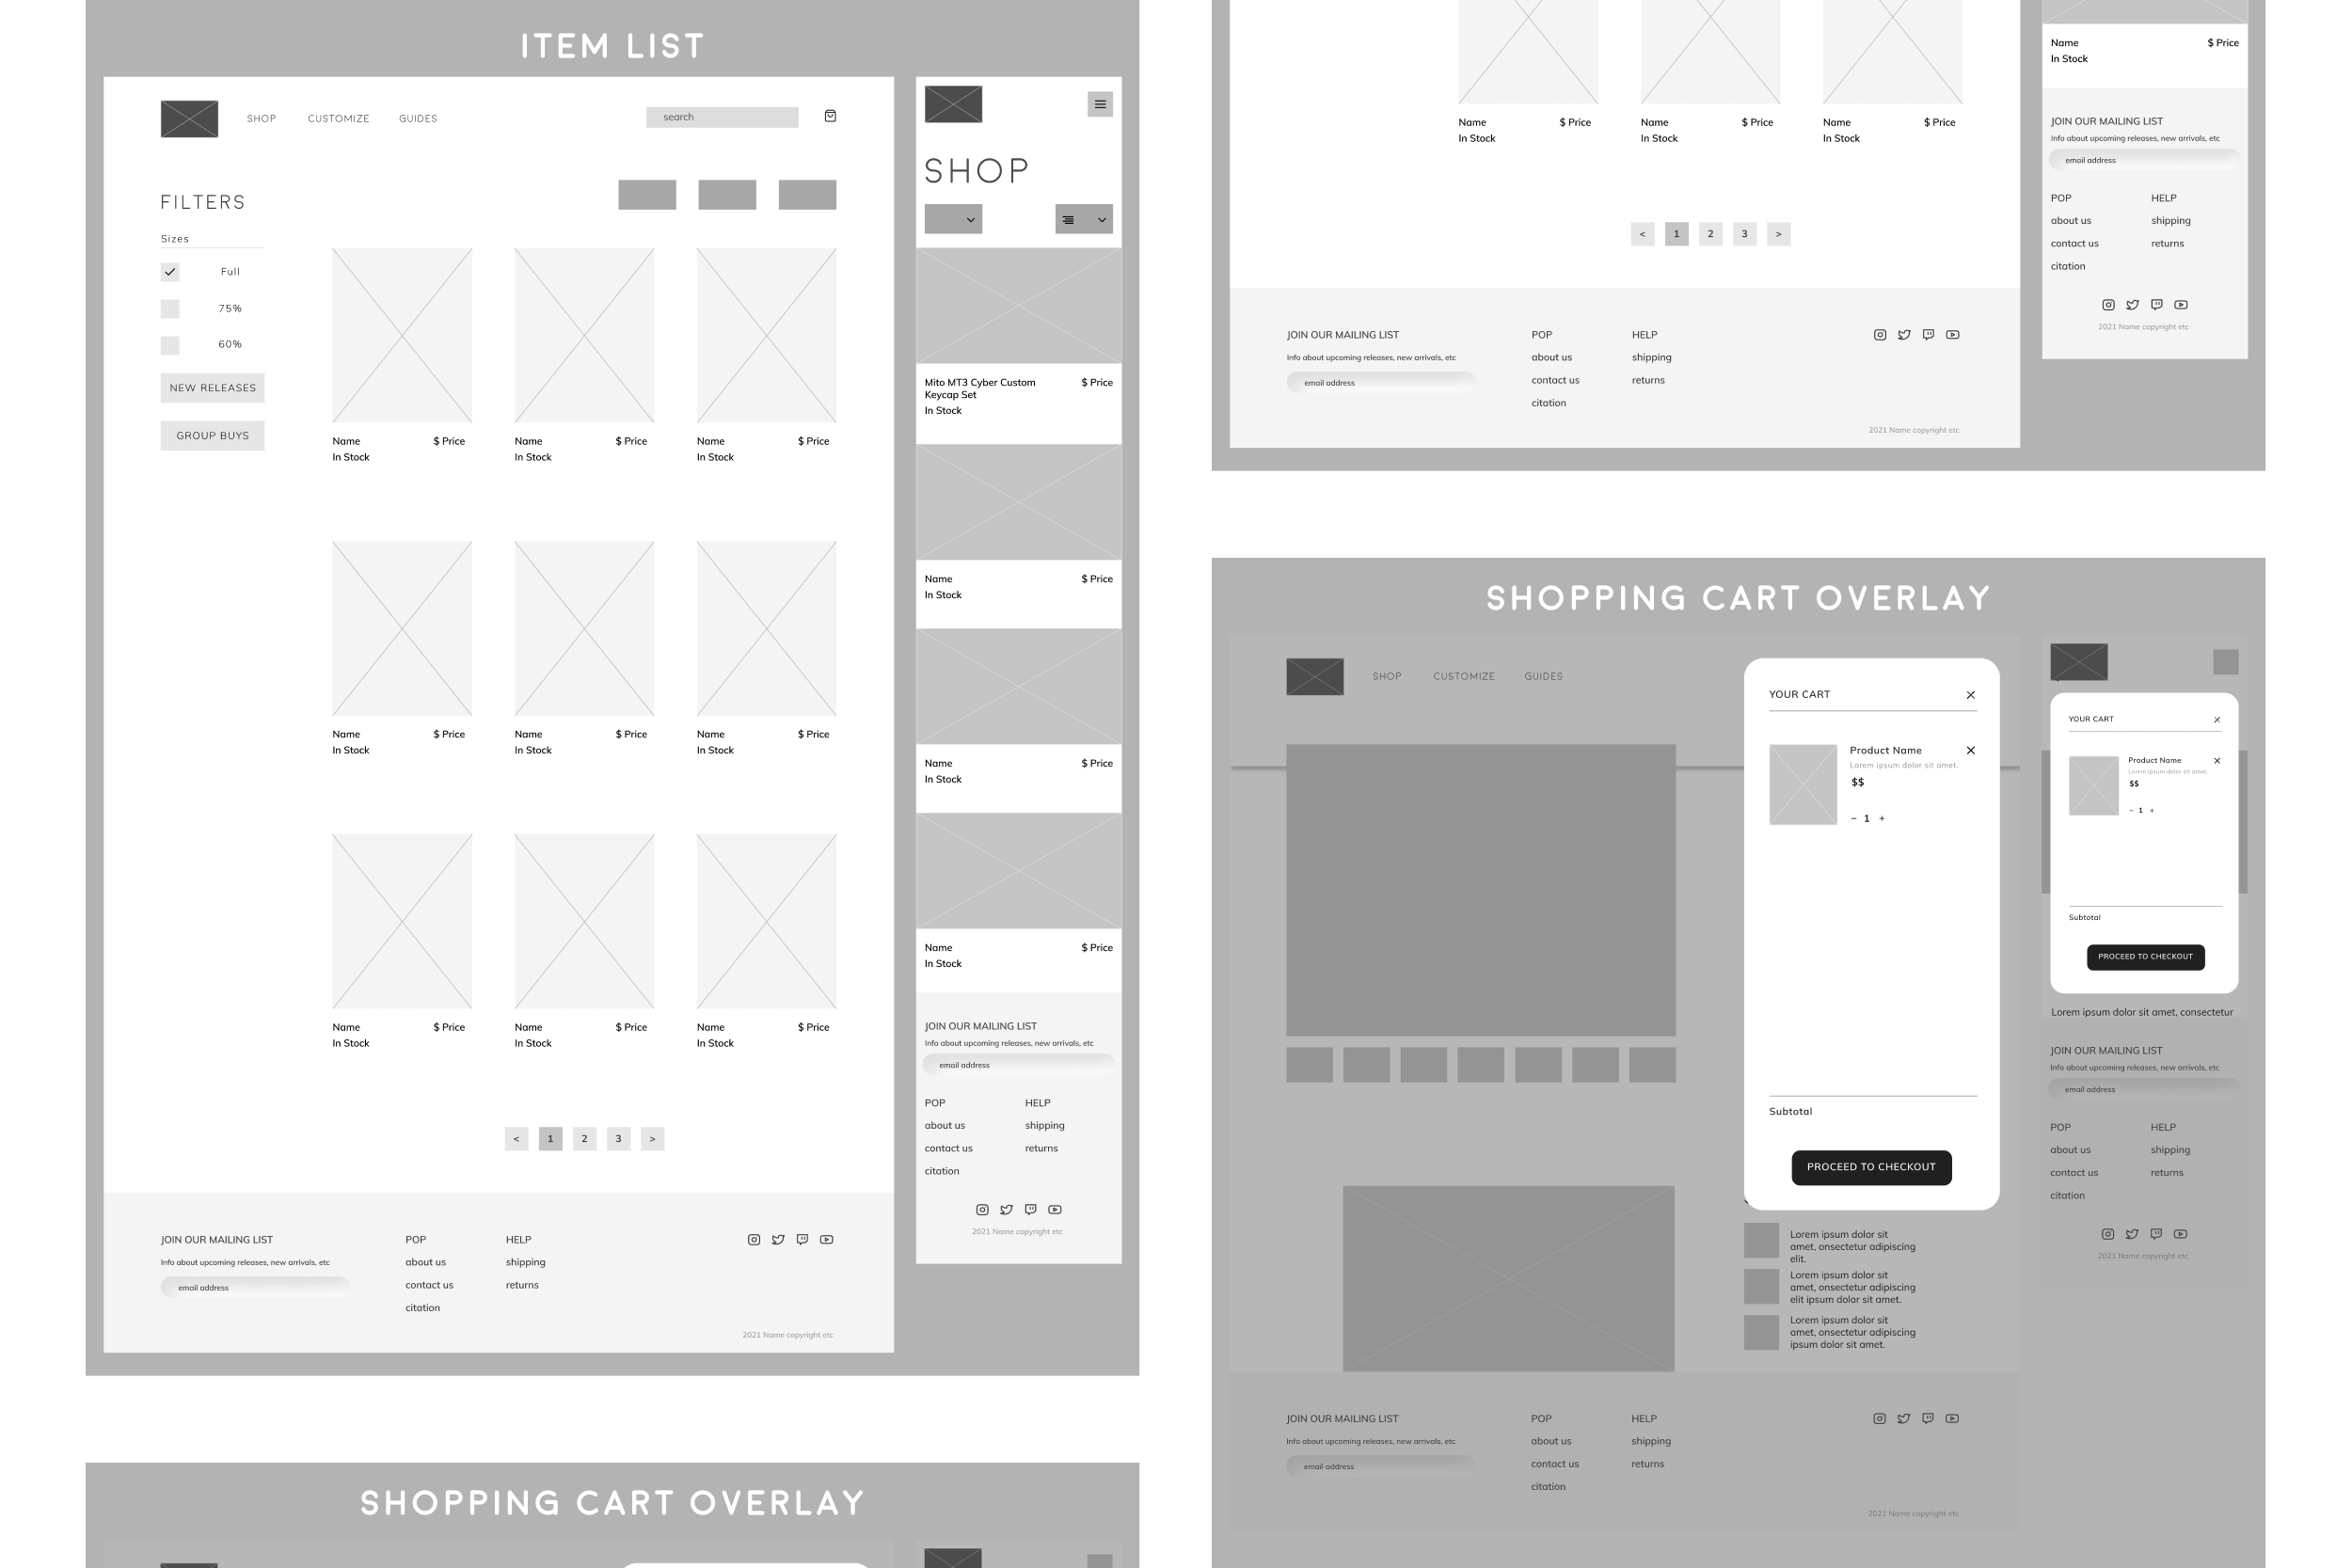 ITEM LIST
SHOP CUSTOMIZE GUIDES
search
FILTERS
Sizes
Full
75%
60%
NEW RELEASES
GROUP BUYS
Name $ Price Name $ Price Name $ Price
In Stock In Stock In Stock
Name $ Price Name $ Price Name $ Price
In Stock In Stock In Stock
Name $ Price Name $ Price Name $ Price
In Stock In Stock In Stock
< 1 2 3 >
JOIN OUR MAILING LIST POP HELP
Info about upcoming releases, new arrivals, etc about us shipping
email address contact us returns
citation
2021 Name copyright etc
SHOP
Mito MT3 Cyber Custom $ Price
Keycap Set
In Stock
Name $ Price
In Stock
Name $ Price
In Stock
Name $ Price
In Stock
JOIN OUR MAILING LIST
Info about upcoming releases, new arrivals, etc
email address
POP HELP
about us shipping
contact us returns
citation
2021 Name copyright etc
SHOPPING CART OVERLAY
Name $ Price Name $ Price Name $ Price
In Stock In Stock In Stock
< 1 2 3 >
JOIN OUR MAILING LIST POP HELP
Info about upcoming releases, new arrivals, etc about us shipping
email address contact us returns
citation
2021 Name copyright etc
Name $ Price
In Stock
JOIN OUR MAILING LIST
Info about upcoming releases, new arrivals, etc
email address
POP HELP
about us shipping
contact us returns
citation
2021 Name copyright etc
SHOPPING CART OVERLAY
SHOP CUSTOMIZE GUIDES
YOUR CART
Product Name
Lorem ipsum dolor sit amet.
$$
− 1 +
Subtotal
PROCEED TO CHECKOUT
Lorem ipsum dolor sit
amet, onsectetur adipiscing
elit.
Lorem ipsum dolor sit
amet, onsectetur adipiscing
elit ipsum dolor sit amet.
Lorem ipsum dolor sit
amet, onsectetur adipiscing
ipsum dolor sit amet.
JOIN OUR MAILING LIST POP HELP
Info about upcoming releases, new arrivals, etc about us shipping
email address contact us returns
citation
2021 Name copyright etc
YOUR CART
Product Name
Lorem ipsum dolor sit amet.
$$
− 1 +
Subtotal
PROCEED TO CHECKOUT
Lorem ipsum dolor sit amet, consectetur
JOIN OUR MAILING LIST
Info about upcoming releases, new arrivals, etc
email address
POP HELP
about us shipping
contact us returns
citation
2021 Name copyright etc